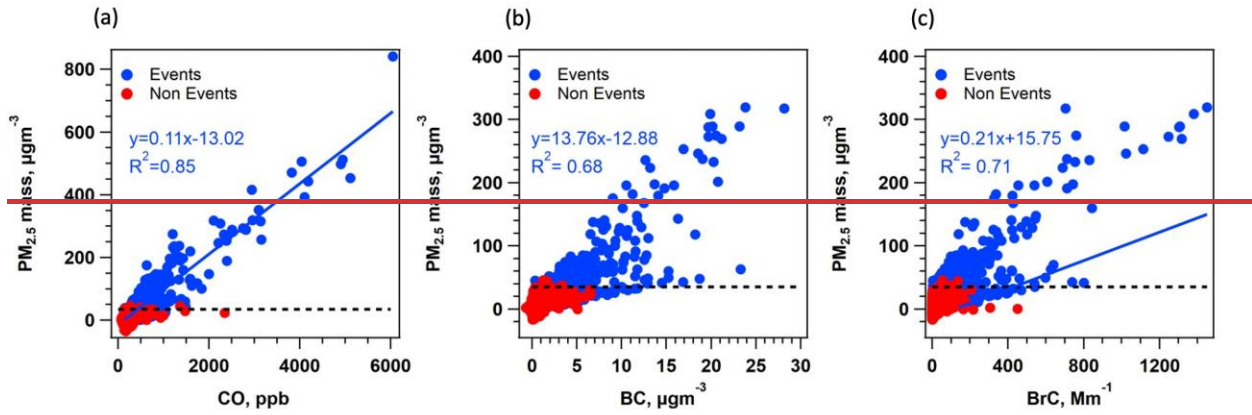 (a)
800
600
400
200
0
PM2.5 mass, µgm-3
Events
Non Events
y=0.11x-13.02
R2=0.85
0 2000 4000 6000
CO, ppb
(b)
400
300
200
100
0
PM2.5 mass, µgm-3
Events
Non Events
y=13.76x-12.88
R2= 0.68
0 5 10 15 20 25 30
BC, µgm-3
(c)
400
300
200
100
0
PM2.5 mass, µgm-3
Events
Non Events
y=0.21x+15.75
R2= 0.71
0 400 800 1200
BrC, Mm-1